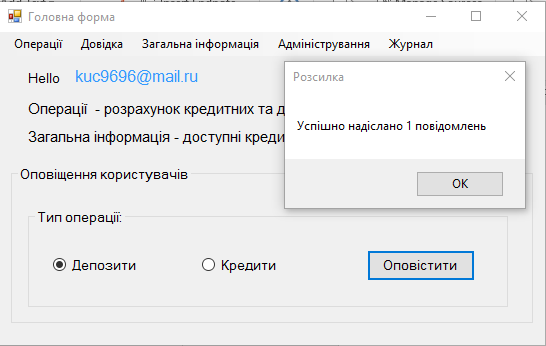 Головна форма
Операції Довідка Загальна інформація Адміністрування Журнал
Hello kuc9696@mail.ru
Операції - розрахунок кредитних та д
Загальна інформація - доступні креди
Розсилка
Успішно надіслано 1 повідомлень
OK
Оповіщення користувачів
Тип операції:
Депозити Кредити Оповістити